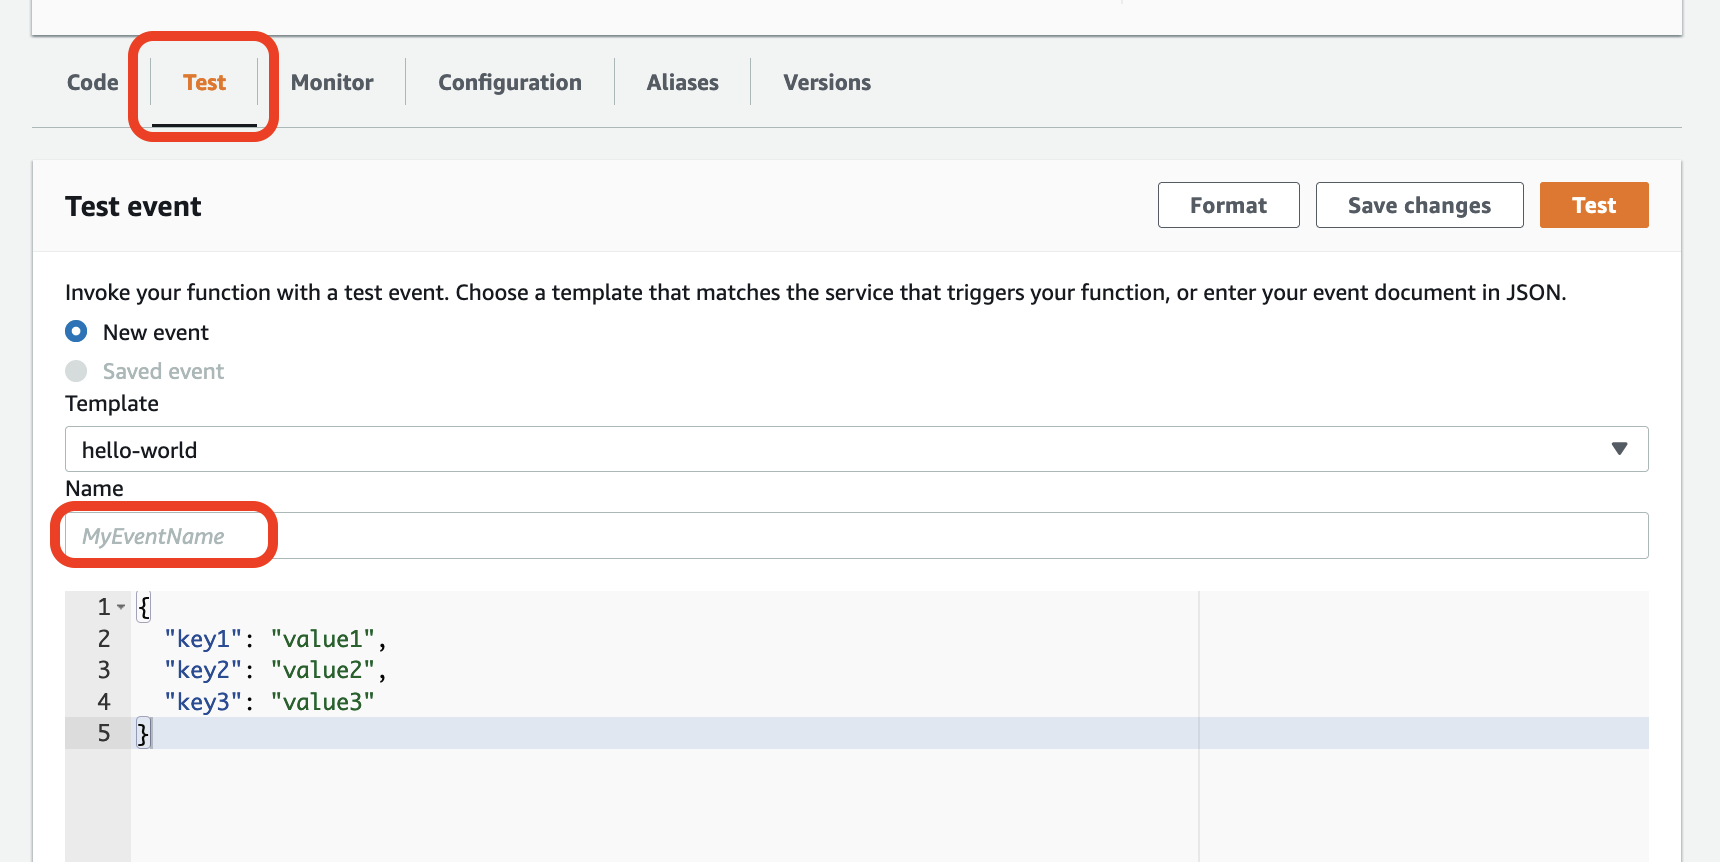 Code Test Monitor Configuration Aliases Versions
Test event Format Save changes Test
Invoke your function with a test event. Choose a template that matches the service that triggers your function, or enter your event document in JSON.
New event
Saved event
Template
hello-world
Name
MyEventName
1 {
2 "key1": "value1",
3 "key2": "value2",
4 "key3": "value3"
5 }